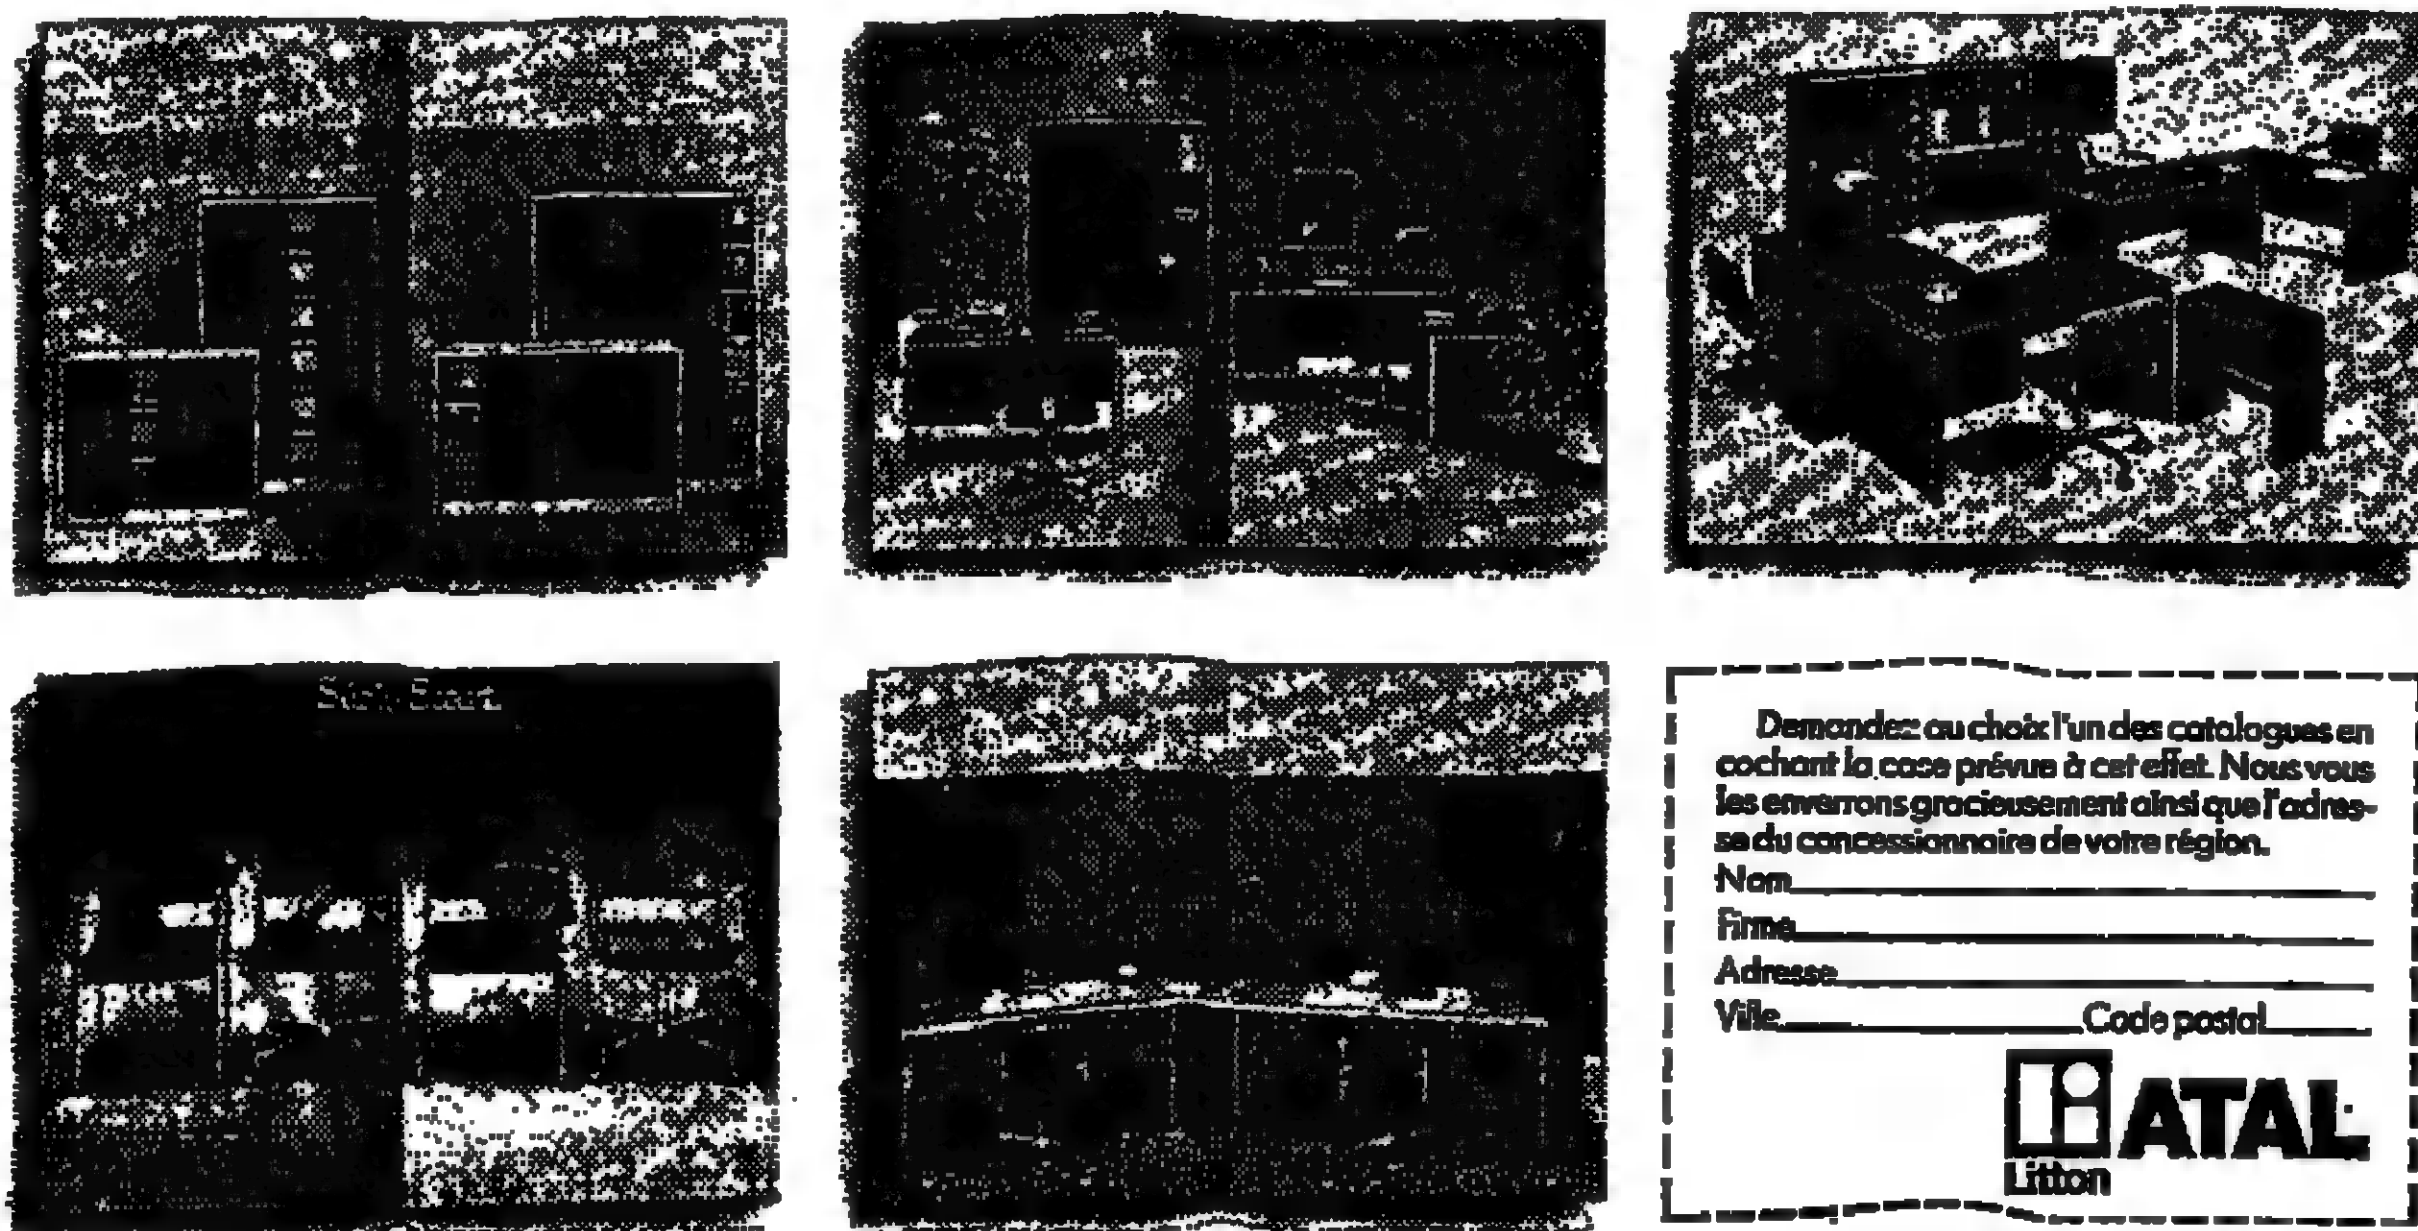 Demandez au choix l'un des catalogues en
cochant la case prévue à cet effet. Nous vous
les enverrons gracieusement ainsi que l'adres-
se du concessionnaire de votre région.
Nom
Firme
Adresse
Ville Code postal
ATAL
Litton